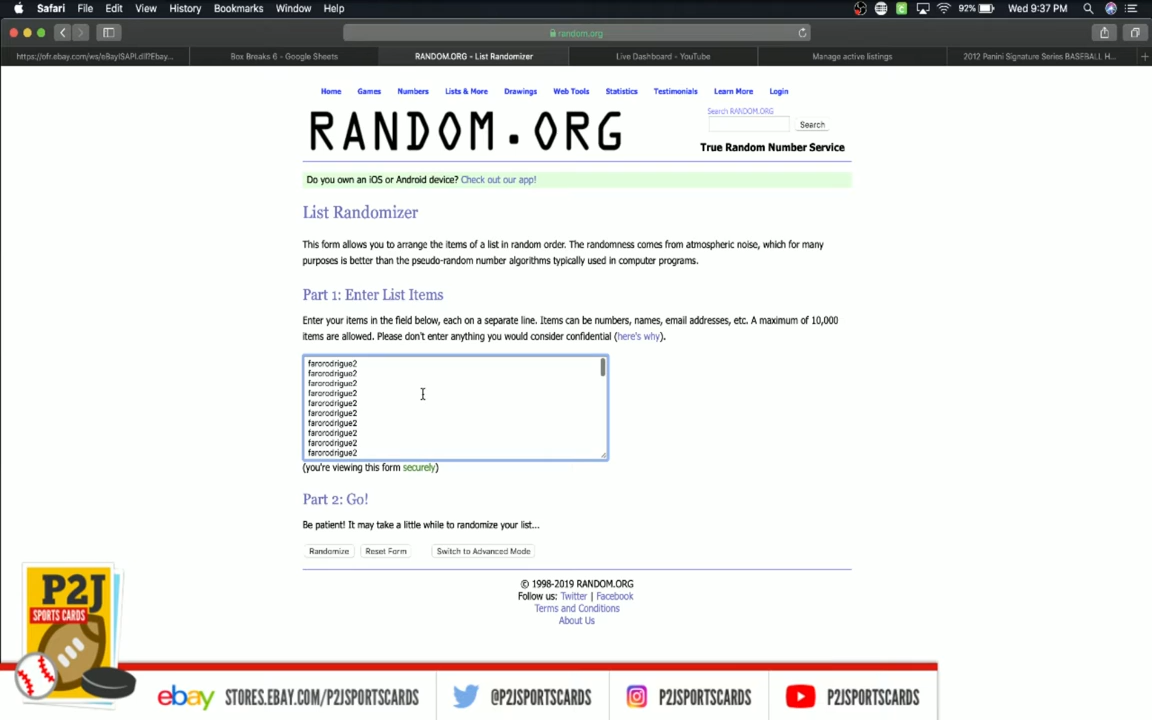 Safari File Edit View History Bookmarks Window Help 92% Wed 9:37 PM
random.org
https://ofr.ebay.com/ws/eBayISAPI.dll?Ebay... Box Breaks 6 - Google Sheets RANDOM.ORG - List Randomizer Live Dashboard - YouTube Manage active listings 2012 Panini Signature Series BASEBALL H...
Home Games Numbers Lists & More Drawings Web Tools Statistics Testimonials Learn More Login
RANDOM.ORG
Search RANDOM.ORG
Search
True Random Number Service
Do you own an iOS or Android device? Check out our app!
List Randomizer
This form allows you to arrange the items of a list in random order. The randomness comes from atmospheric noise, which for many
purposes is better than the pseudo-random number algorithms typically used in computer programs.
Part 1: Enter List Items
Enter your items in the field below, each on a separate line. Items can be numbers, names, email addresses, etc. A maximum of 10,000
items are allowed. Please don't enter anything you would consider confidential (here's why).
farorodrigue2
farorodrigue2
farorodrigue2
farorodrigue2
farorodrigue2
farorodrigue2
farorodrigue2
farorodrigue2
farorodrigue2
farorodrigue2
(you're viewing this form securely)
Part 2: Go!
Be patient! It may take a little while to randomize your list...
Randomize Reset Form Switch to Advanced Mode
© 1998-2019 RANDOM.ORG
Follow us: Twitter | Facebook
Terms and Conditions
About Us
P2J
SPORTS CARDS
ebay STORES.EBAY.COM/P2JSPORTSCARDS @P2JSPORTSCARDS P2JSPORTSCARDS P2JSPORTSCARDS